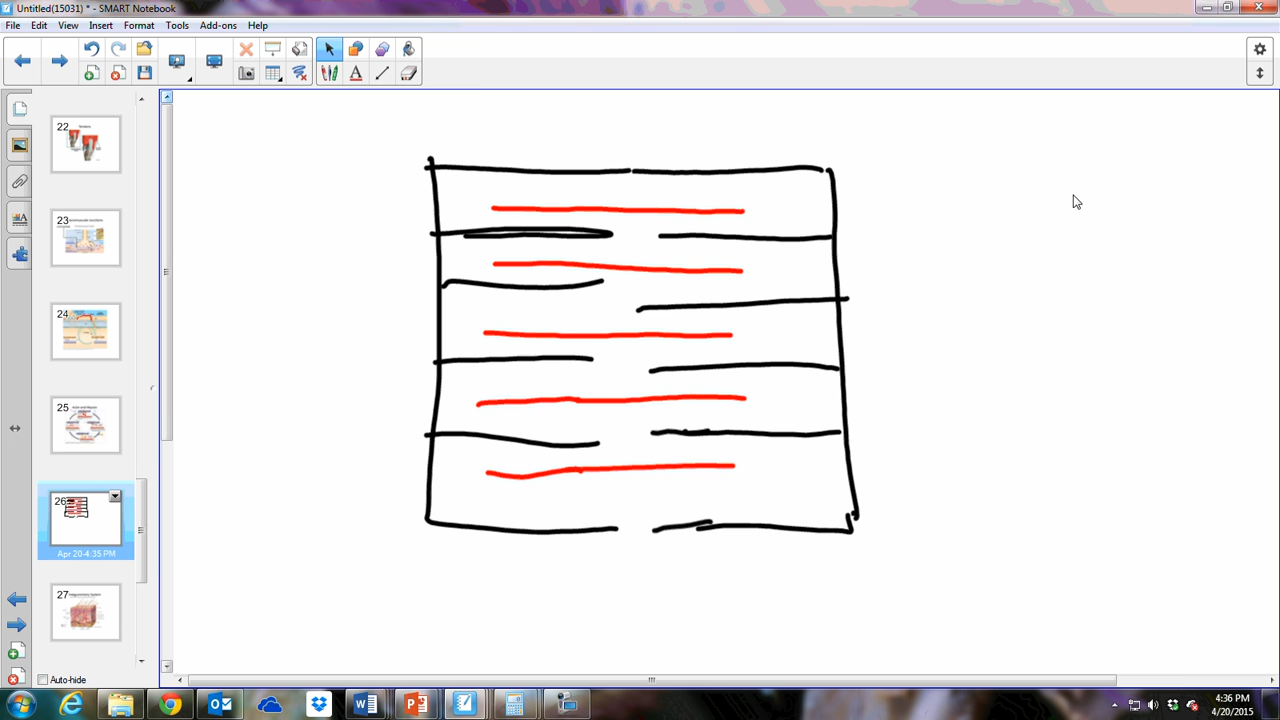 Untitled(15031) * - SMART Notebook
File Edit View Insert Format Tools Add-ons Help
22
23
24
25
26
Apr 20-4:35 PM
27
Auto-hide
4:36 PM
4/20/2015